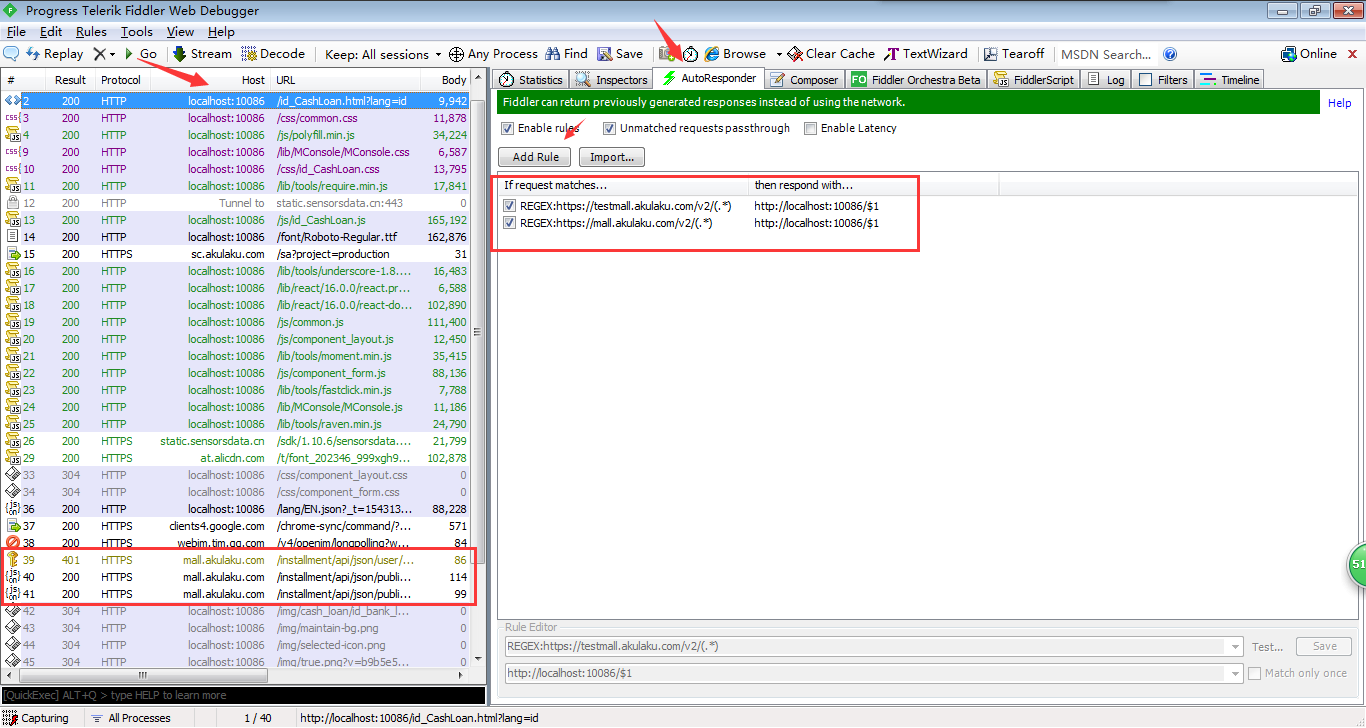 Progress Telerik Fiddler Web Debugger
File Edit Rules Tools View Help
Replay Go Stream Decode Keep: All sessions Any Process Find Save Browse Clear Cache TextWizard Tearoff MSDN Search... Online
# Result Protocol Host URL Body
2 200 HTTP localhost:10086 /id_CashLoan.html?lang=id 9,942
3 200 HTTP localhost:10086 /css/common.css 11,878
4 200 HTTP localhost:10086 /js/polyfill.min.js 34,224
9 200 HTTP localhost:10086 /lib/MConsole/MConsole.css 6,587
10 200 HTTP localhost:10086 /css/id_CashLoan.css 13,795
11 200 HTTP localhost:10086 /lib/tools/require.min.js 17,841
12 200 HTTP Tunnel to static.sensorsdata.cn:443 0
13 200 HTTP localhost:10086 /js/id_CashLoan.js 165,192
14 200 HTTP localhost:10086 /font/Roboto-Regular.ttf 162,876
15 200 HTTPS sc.akulaku.com /sa?project=production 31
16 200 HTTP localhost:10086 /lib/tools/underscore-1.8.... 16,483
17 200 HTTP localhost:10086 /lib/react/16.0.0/react.pr... 6,588
18 200 HTTP localhost:10086 /lib/react/16.0.0/react-do... 102,890
19 200 HTTP localhost:10086 /js/common.js 111,400
20 200 HTTP localhost:10086 /js/component_layout.js 12,450
21 200 HTTP localhost:10086 /lib/tools/moment.min.js 35,415
22 200 HTTP localhost:10086 /js/component_form.js 88,136
23 200 HTTP localhost:10086 /lib/tools/fastclick.min.js 7,788
24 200 HTTP localhost:10086 /lib/MConsole/MConsole.js 11,186
25 200 HTTP localhost:10086 /lib/tools/raven.min.js 24,790
26 200 HTTPS static.sensorsdata.cn /sdk/1.10.6/sensorsdata.... 21,799
29 200 HTTPS at.alicdn.com /t/font_202346_999xgh9... 102,878
33 304 HTTP localhost:10086 /css/component_layout.css 0
34 304 HTTP localhost:10086 /css/component_form.css 0
36 200 HTTP localhost:10086 /lang/EN.json?_t=154313... 88,228
37 200 HTTPS clients4.google.com /chrome-sync/command/?... 571
38 200 HTTPS webim.tim.qq.com /v4/openim/longpolling?w... 84
39 401 HTTPS mall.akulaku.com /installment/api/json/user/... 86
40 200 HTTPS mall.akulaku.com /installment/api/json/publi... 114
41 200 HTTPS mall.akulaku.com /installment/api/json/publi... 99
42 304 HTTP localhost:10086 /img/cash_loan/id_bank_l... 0
43 304 HTTP localhost:10086 /img/maintain-bg.png 0
44 304 HTTP localhost:10086 /img/selected-icon.png 0
45 304 HTTP localhost:10086 /img/true.png?v=b9b5e5... 0
[QuickExec] ALT+Q > type HELP to learn more
Statistics Inspectors AutoResponder Composer FO Fiddler Orchestra Beta FiddlerScript Log Filters Timeline
Fiddler can return previously generated responses instead of using the network. Help
Enable rules Unmatched requests passthrough Enable Latency
Add Rule Import...
If request matches... then respond with...
REGEX:https://testmall.akulaku.com/v2/(.*) http://localhost:10086/$1
REGEX:https://mall.akulaku.com/v2/(.*) http://localhost:10086/$1
51
Rule Editor
REGEX:https://testmall.akulaku.com/v2/(.*) Test... Save
http://localhost:10086/$1 Match only once
Capturing All Processes 1 / 40 http://localhost:10086/id_CashLoan.html?lang=id